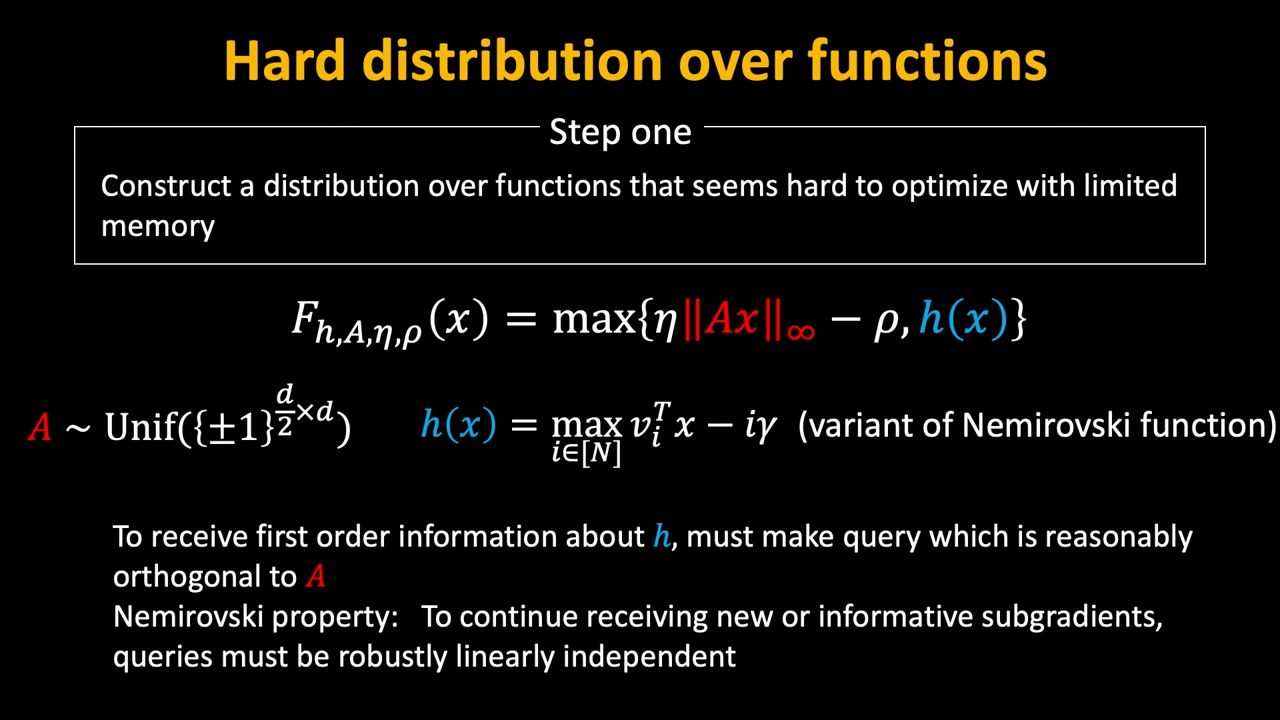 Hard distribution over functions
Step one
Construct a distribution over functions that seems hard to optimize with limited
memory
F_{h,A,η,ρ}(x) = max{η‖Ax‖_∞ − ρ, h(x)}
A ~ Unif({±1}^{d/2 × d}) h(x) = max_{i∈[N]} v_i^T x − iγ (variant of Nemirovski function)
To receive first order information about h, must make query which is reasonably
orthogonal to A
Nemirovski property: To continue receiving new or informative subgradients,
queries must be robustly linearly independent